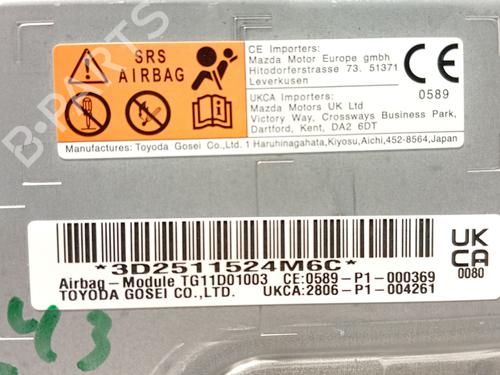 SRS
AIRBAG
CE Importers:
Mazda Motor Europe gmbh
Hitodorferstrasse 73. 51371
Leverkusen
CE
0589
UKCA Importers:
Mazda Motors UK Ltd
Victory Way, Crossways Business Park,
Dartford, Kent, DA2 6DT
Manufactures: Toyoda Gosei Co.,Ltd. 1 Haruhinagahata,Kiyosu,Aichi,452-8564,Japan
*3D2511524M6C*
Airbag-Module TG11D01003 CE:0589-P1-000369
TOYODA GOSEI CO.,LTD. UKCA:2806-P1-004261
UK
CA
0080
43
B-PARTS